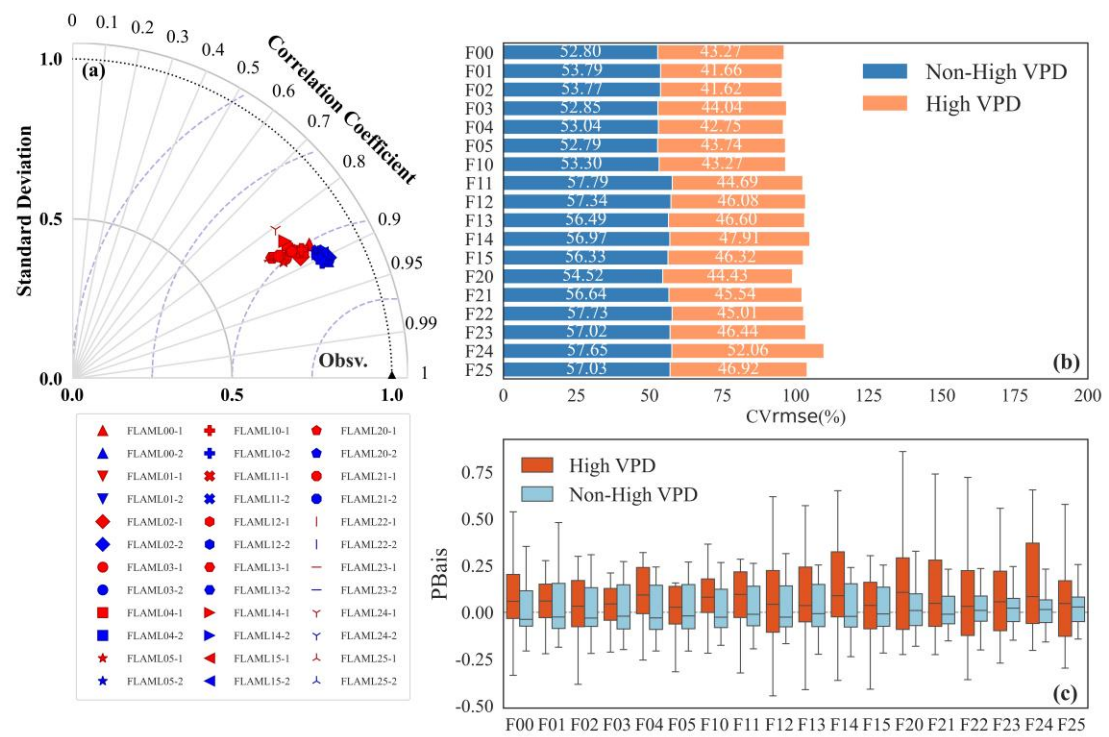 0 0.1 0.2 0.3 0.4 0.5 0.6 0.7 0.8 0.9 0.95 0.99 1
Correlation Coefficient
(a)
Standard Deviation
1.0
0.5
0.0
Obsv.
0.0 0.5 1.0
FLAML00-1 FLAML10-1 FLAML20-1
FLAML00-2 FLAML10-2 FLAML20-2
FLAML01-1 FLAML11-1 FLAML21-1
FLAML01-2 FLAML11-2 FLAML21-2
FLAML02-1 FLAML12-1 FLAML22-1
FLAML02-2 FLAML12-2 FLAML22-2
FLAML03-1 FLAML13-1 FLAML23-1
FLAML03-2 FLAML13-2 FLAML23-2
FLAML04-1 FLAML14-1 FLAML24-1
FLAML04-2 FLAML14-2 FLAML24-2
FLAML05-1 FLAML15-1 FLAML25-1
FLAML05-2 FLAML15-2 FLAML25-2
F00 52.80 43.27
F01 53.79 41.66
F02 53.77 41.62
F03 52.85 44.04
F04 53.04 42.75
F05 52.79 43.74
F10 53.30 43.27
F11 57.79 44.69
F12 57.34 46.08
F13 56.49 46.60
F14 56.97 47.91
F15 56.33 46.32
F20 54.52 44.43
F21 56.64 45.54
F22 57.73 45.01
F23 57.02 46.44
F24 57.65 52.06
F25 57.03 46.92
Non-High VPD
High VPD
(b)
0 25 50 75 100 125 150 175 200
CVrmse(%)
High VPD
Non-High VPD
PBais
0.75
0.50
0.25
0.00
-0.25
-0.50
(c)
F00 F01 F02 F03 F04 F05 F10 F11 F12 F13 F14 F15 F20 F21 F22 F23 F24 F25